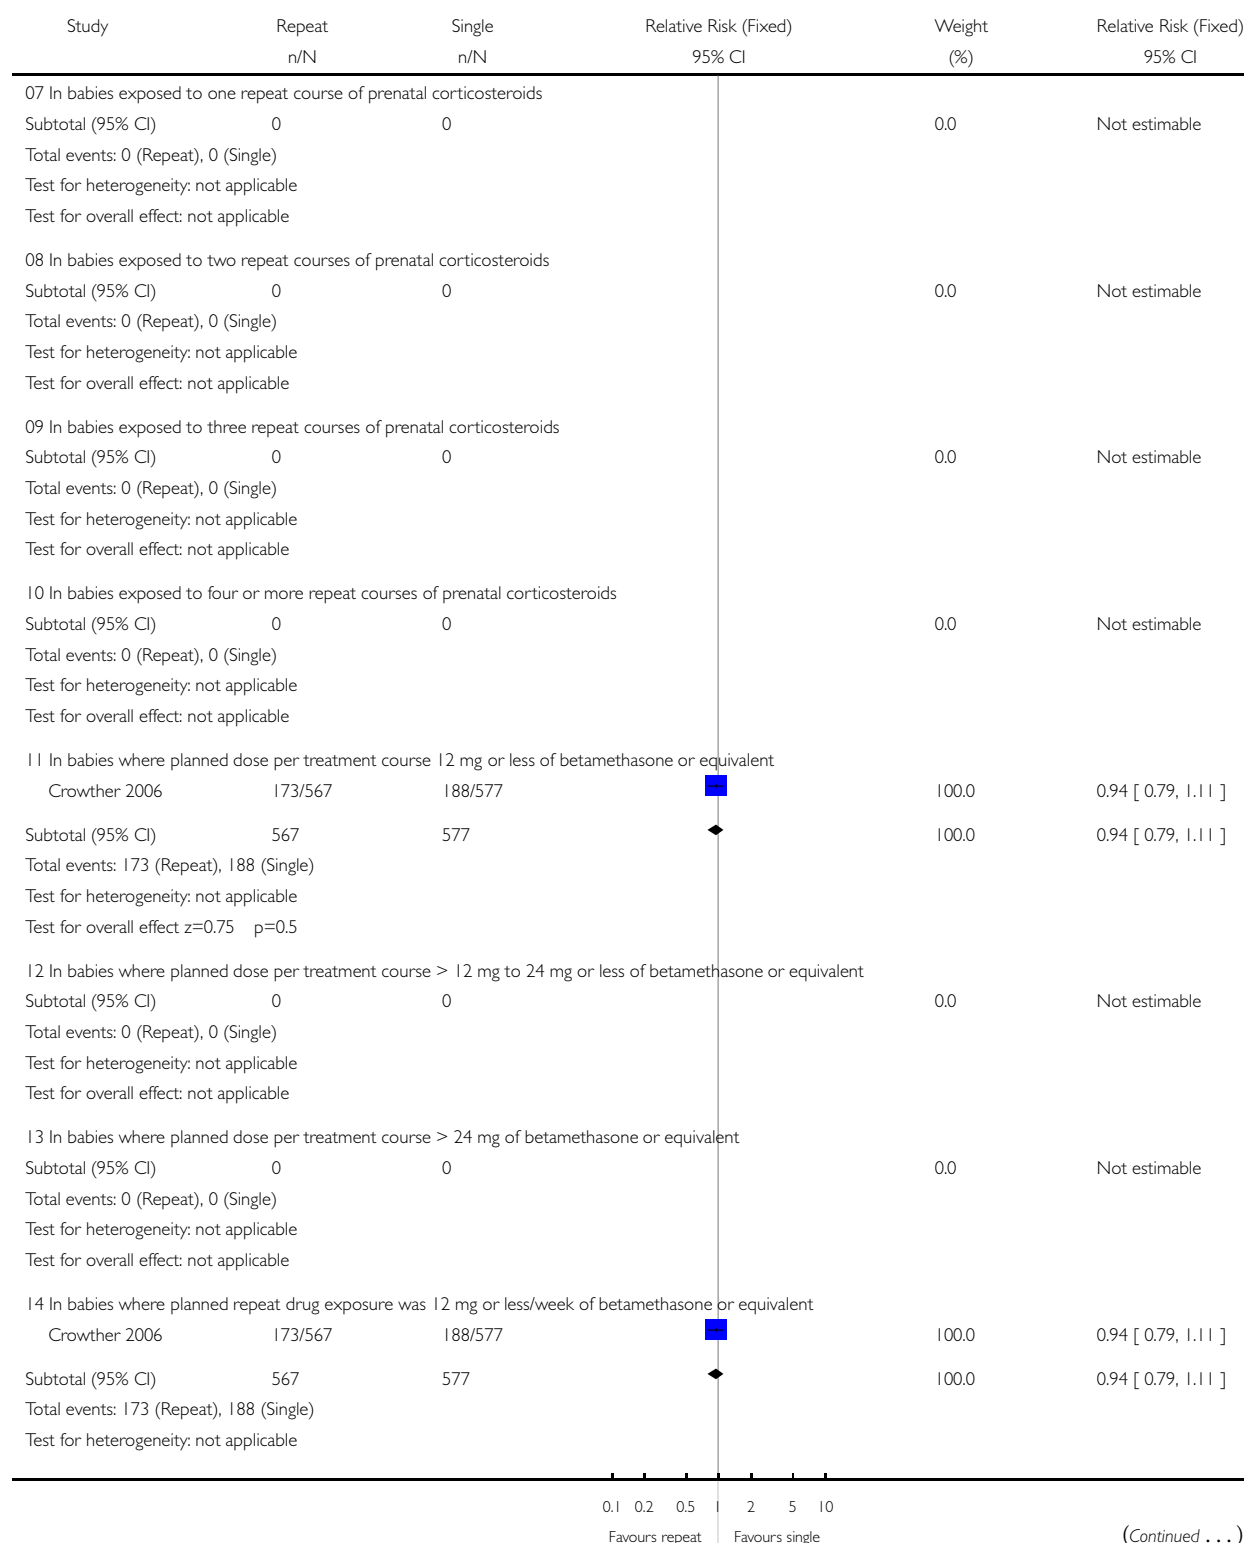 Study Repeat Single Relative Risk (Fixed) Weight Relative Risk (Fixed)
n/N n/N 95% CI (%) 95% CI
07 In babies exposed to one repeat course of prenatal corticosteroids
Subtotal (95% CI) 0 0 0.0 Not estimable
Total events: 0 (Repeat), 0 (Single)
Test for heterogeneity: not applicable
Test for overall effect: not applicable
08 In babies exposed to two repeat courses of prenatal corticosteroids
Subtotal (95% CI) 0 0 0.0 Not estimable
Total events: 0 (Repeat), 0 (Single)
Test for heterogeneity: not applicable
Test for overall effect: not applicable
09 In babies exposed to three repeat courses of prenatal corticosteroids
Subtotal (95% CI) 0 0 0.0 Not estimable
Total events: 0 (Repeat), 0 (Single)
Test for heterogeneity: not applicable
Test for overall effect: not applicable
10 In babies exposed to four or more repeat courses of prenatal corticosteroids
Subtotal (95% CI) 0 0 0.0 Not estimable
Total events: 0 (Repeat), 0 (Single)
Test for heterogeneity: not applicable
Test for overall effect: not applicable
11 In babies where planned dose per treatment course 12 mg or less of betamethasone or equivalent
Crowther 2006 173/567 188/577 100.0 0.94 [ 0.79, 1.11 ]
Subtotal (95% CI) 567 577 100.0 0.94 [ 0.79, 1.11 ]
Total events: 173 (Repeat), 188 (Single)
Test for heterogeneity: not applicable
Test for overall effect z=0.75 p=0.5
12 In babies where planned dose per treatment course > 12 mg to 24 mg or less of betamethasone or equivalent
Subtotal (95% CI) 0 0 0.0 Not estimable
Total events: 0 (Repeat), 0 (Single)
Test for heterogeneity: not applicable
Test for overall effect: not applicable
13 In babies where planned dose per treatment course > 24 mg of betamethasone or equivalent
Subtotal (95% CI) 0 0 0.0 Not estimable
Total events: 0 (Repeat), 0 (Single)
Test for heterogeneity: not applicable
Test for overall effect: not applicable
14 In babies where planned repeat drug exposure was 12 mg or less/week of betamethasone or equivalent
Crowther 2006 173/567 188/577 100.0 0.94 [ 0.79, 1.11 ]
Subtotal (95% CI) 567 577 100.0 0.94 [ 0.79, 1.11 ]
Total events: 173 (Repeat), 188 (Single)
Test for heterogeneity: not applicable
0.1 0.2 0.5 1 2 5 10
Favours repeat Favours single (Continued . . . )